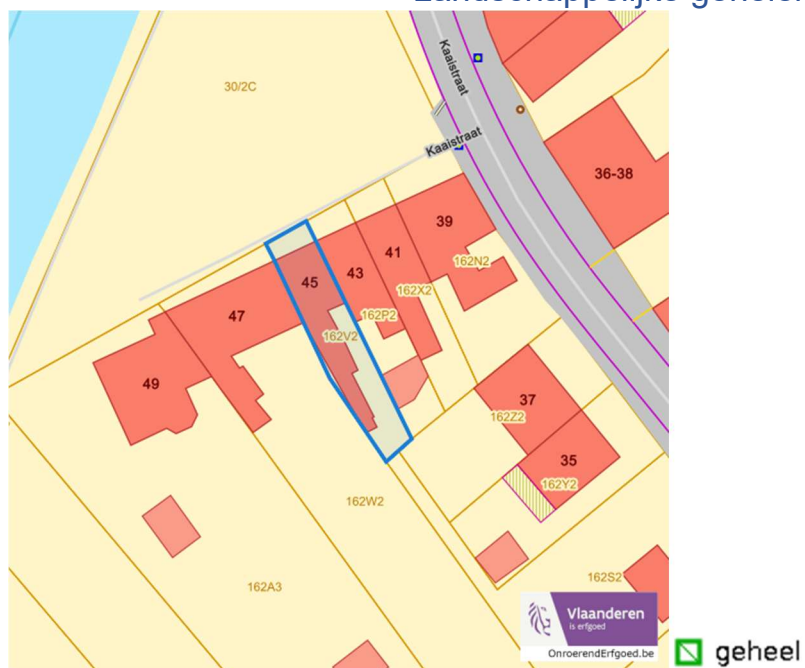 Landschappelijke geheel
30/2C
Kaaistraat
Kaaistraat
36-38
39
41
162N2
43
45
162X2
162P2
47
162V2
49
37
162Z2
35
162Y2
162W2
162A3
162S2
Vlaanderen
is erfgoed
OnroerendErfgoed.be
geheel